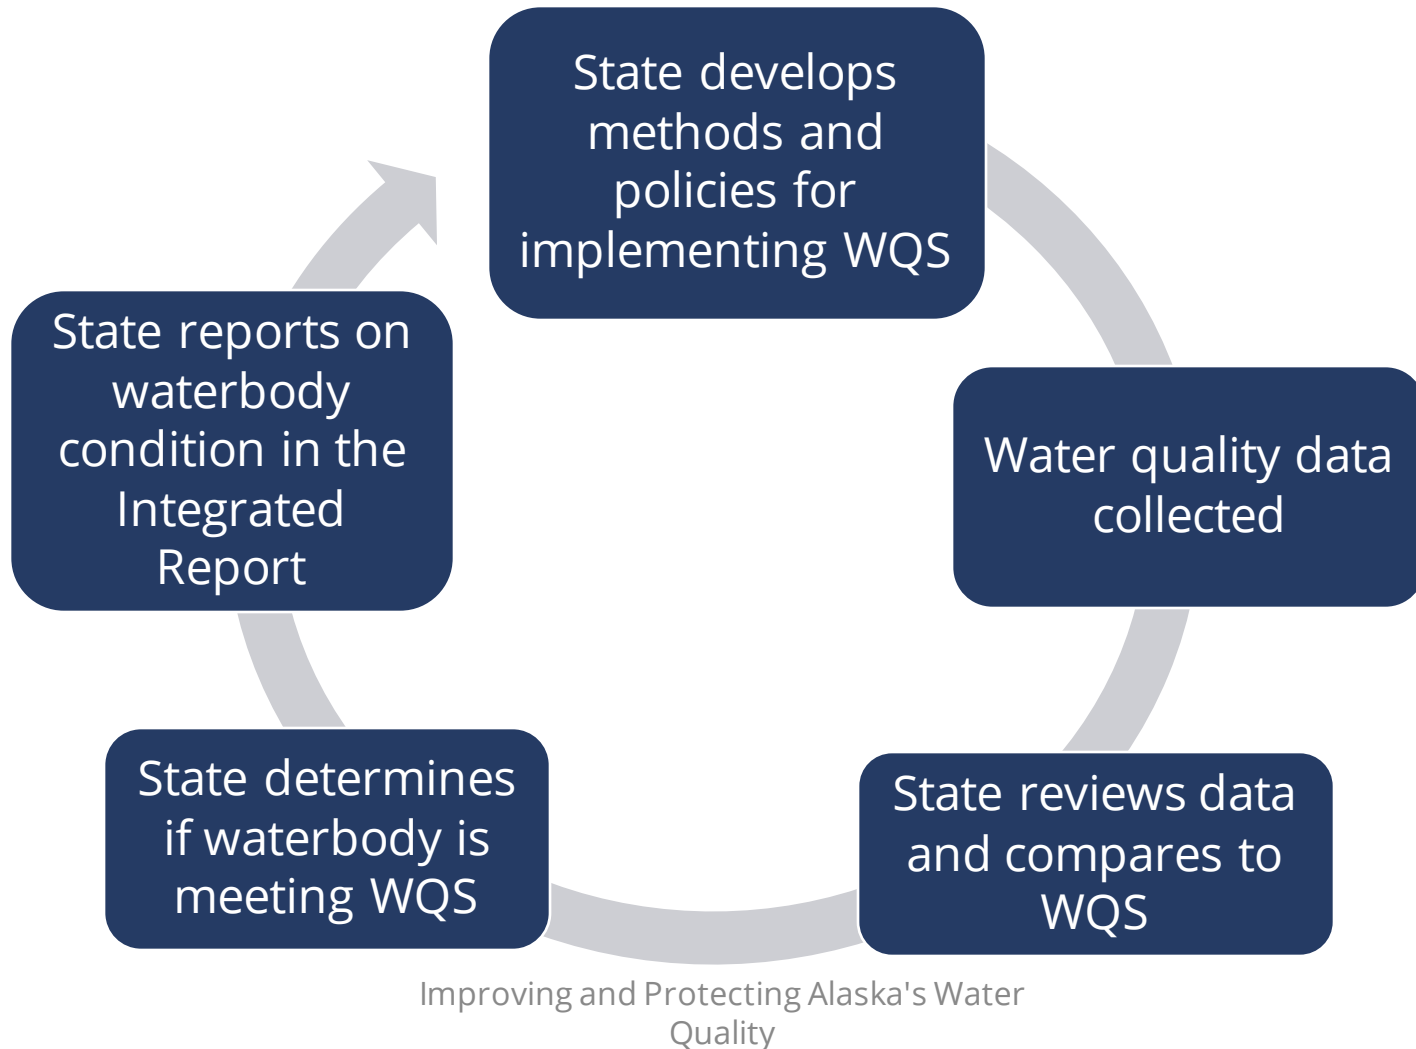 State develops
methods and
policies for
implementing WQS
Water quality data
collected
State reviews data
and compares to
WQS
State determines
if waterbody is
meeting WQS
State reports on
waterbody
condition in the
Integrated
Report
Improving and Protecting Alaska's Water
Quality